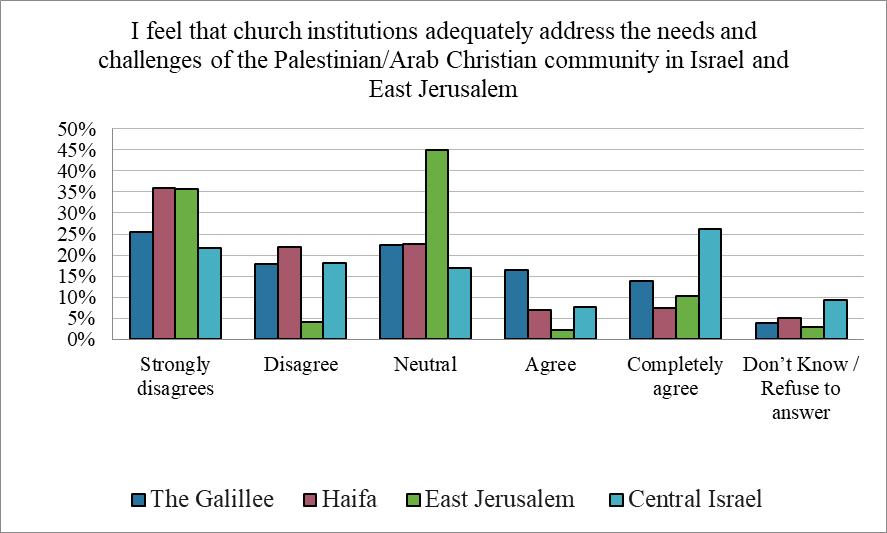 I feel that church institutions adequately address the needs and
challenges of the Palestinian/Arab Christian community in Israel and
East Jerusalem
50%
45%
40%
35%
30%
25%
20%
15%
10%
5%
0%
Strongly
disagrees
Disagree
Neutral
Agree
Completely
agree
Don't Know /
Refuse to
answer
The Galillee
Haifa
East Jerusalem
Central Israel